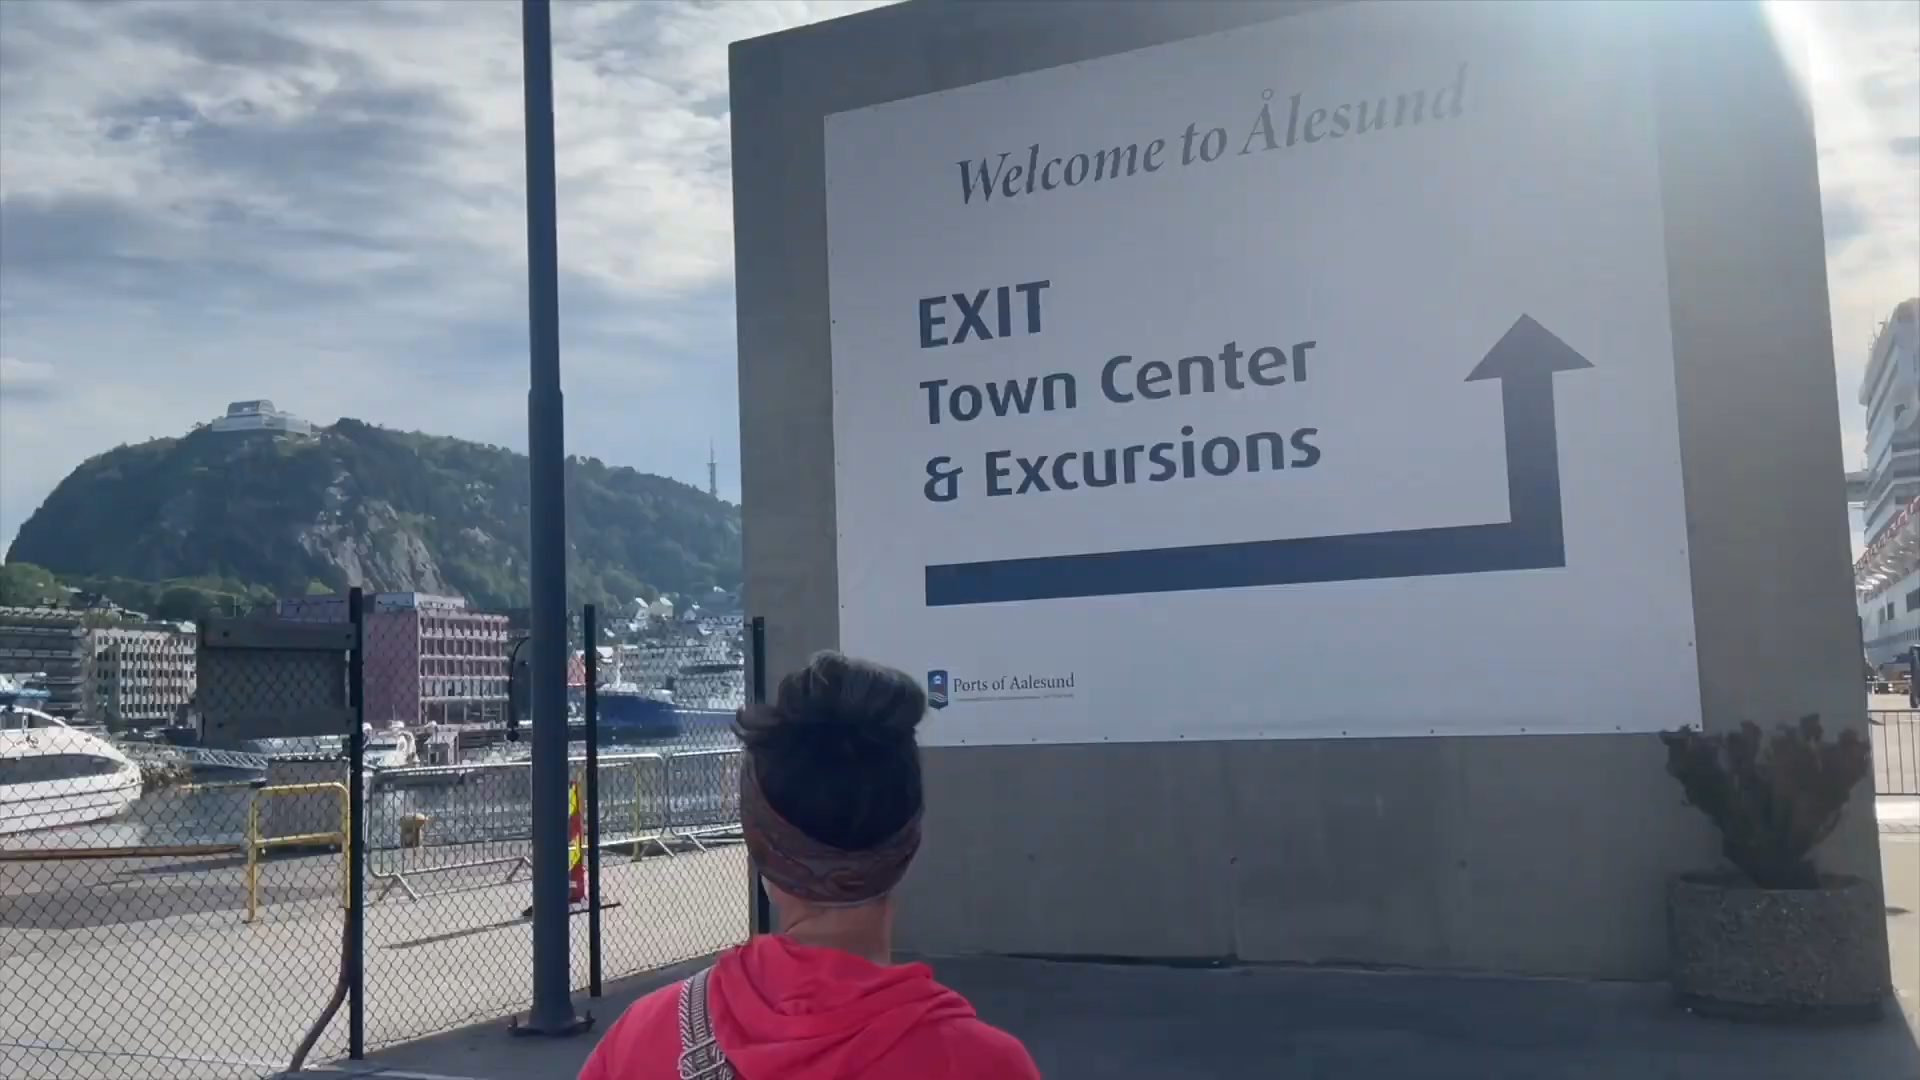 Welcome to Ålesund
EXIT
Town Center
& Excursions
Ports of Aalesund